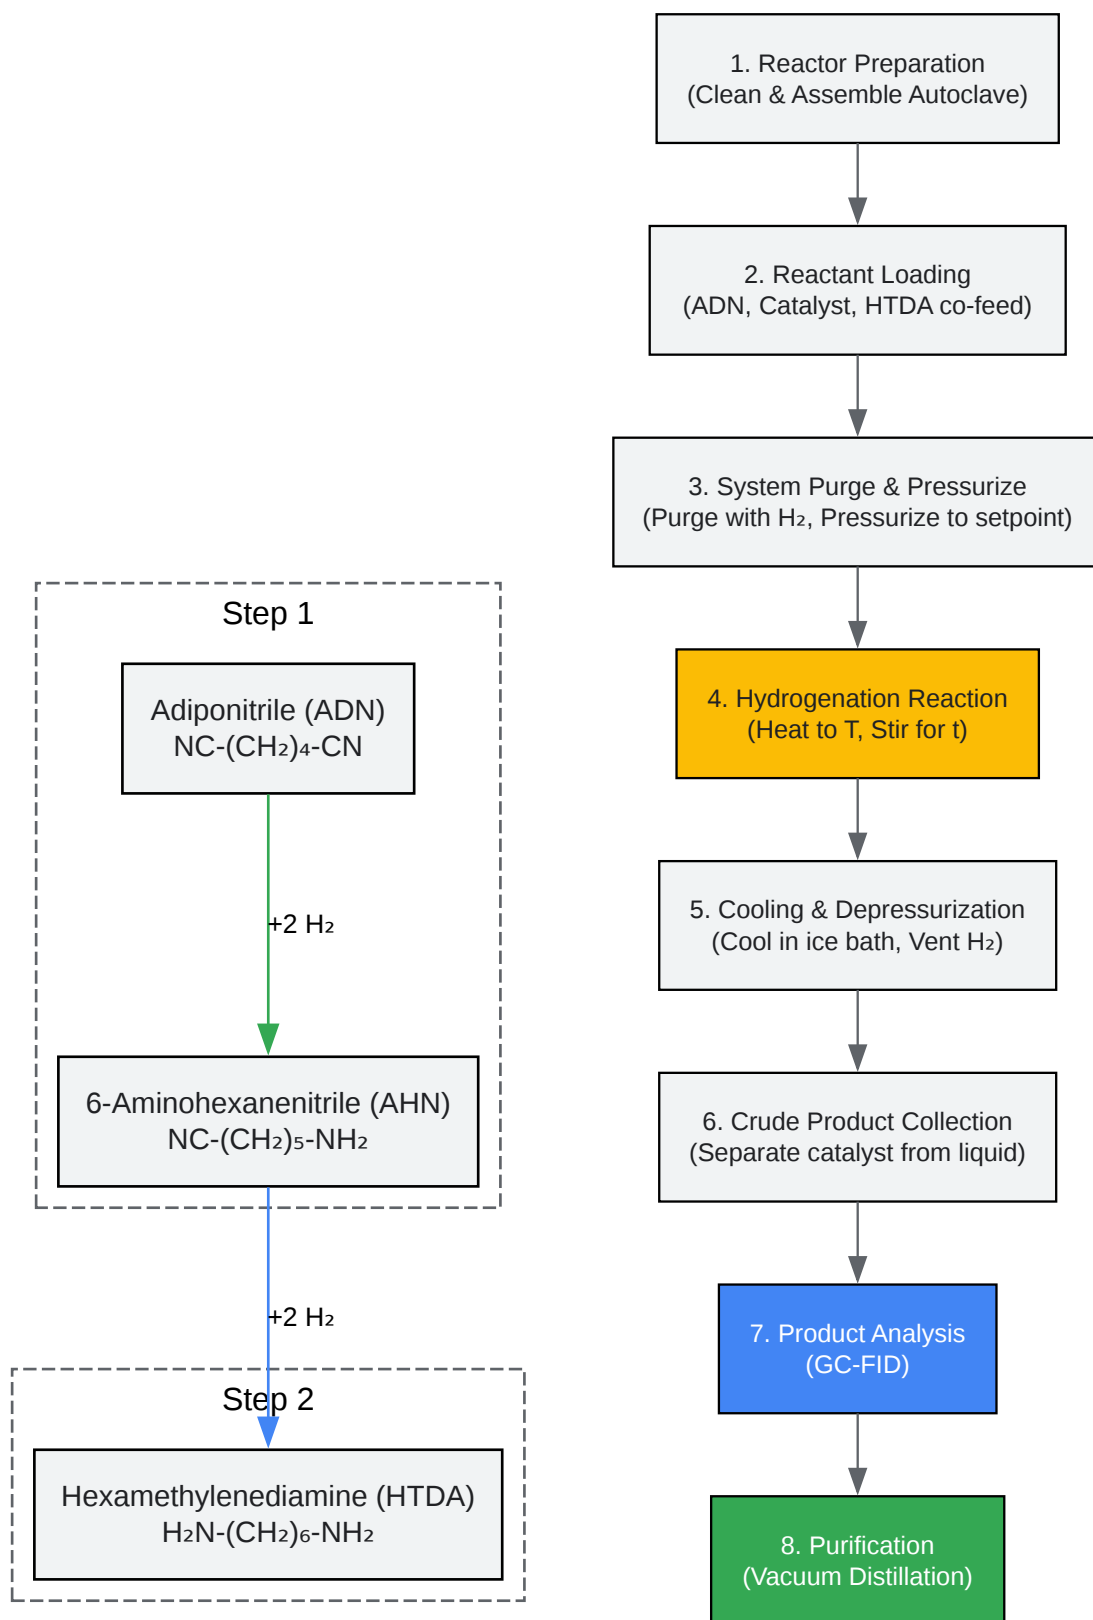 Step 1
Adiponitrile (ADN)
NC-(CH₂)₄-CN
+2 H₂
6-Aminohexanenitrile (AHN)
NC-(CH₂)₅-NH₂
+2 H₂
Step 2
Hexamethylenediamine (HTDA)
H₂N-(CH₂)₆-NH₂
1. Reactor Preparation
(Clean & Assemble Autoclave)
2. Reactant Loading
(ADN, Catalyst, HTDA co-feed)
3. System Purge & Pressurize
(Purge with H₂, Pressurize to setpoint)
4. Hydrogenation Reaction
(Heat to T, Stir for t)
5. Cooling & Depressurization
(Cool in ice bath, Vent H₂)
6. Crude Product Collection
(Separate catalyst from liquid)
7. Product Analysis
(GC-FID)
8. Purification
(Vacuum Distillation)